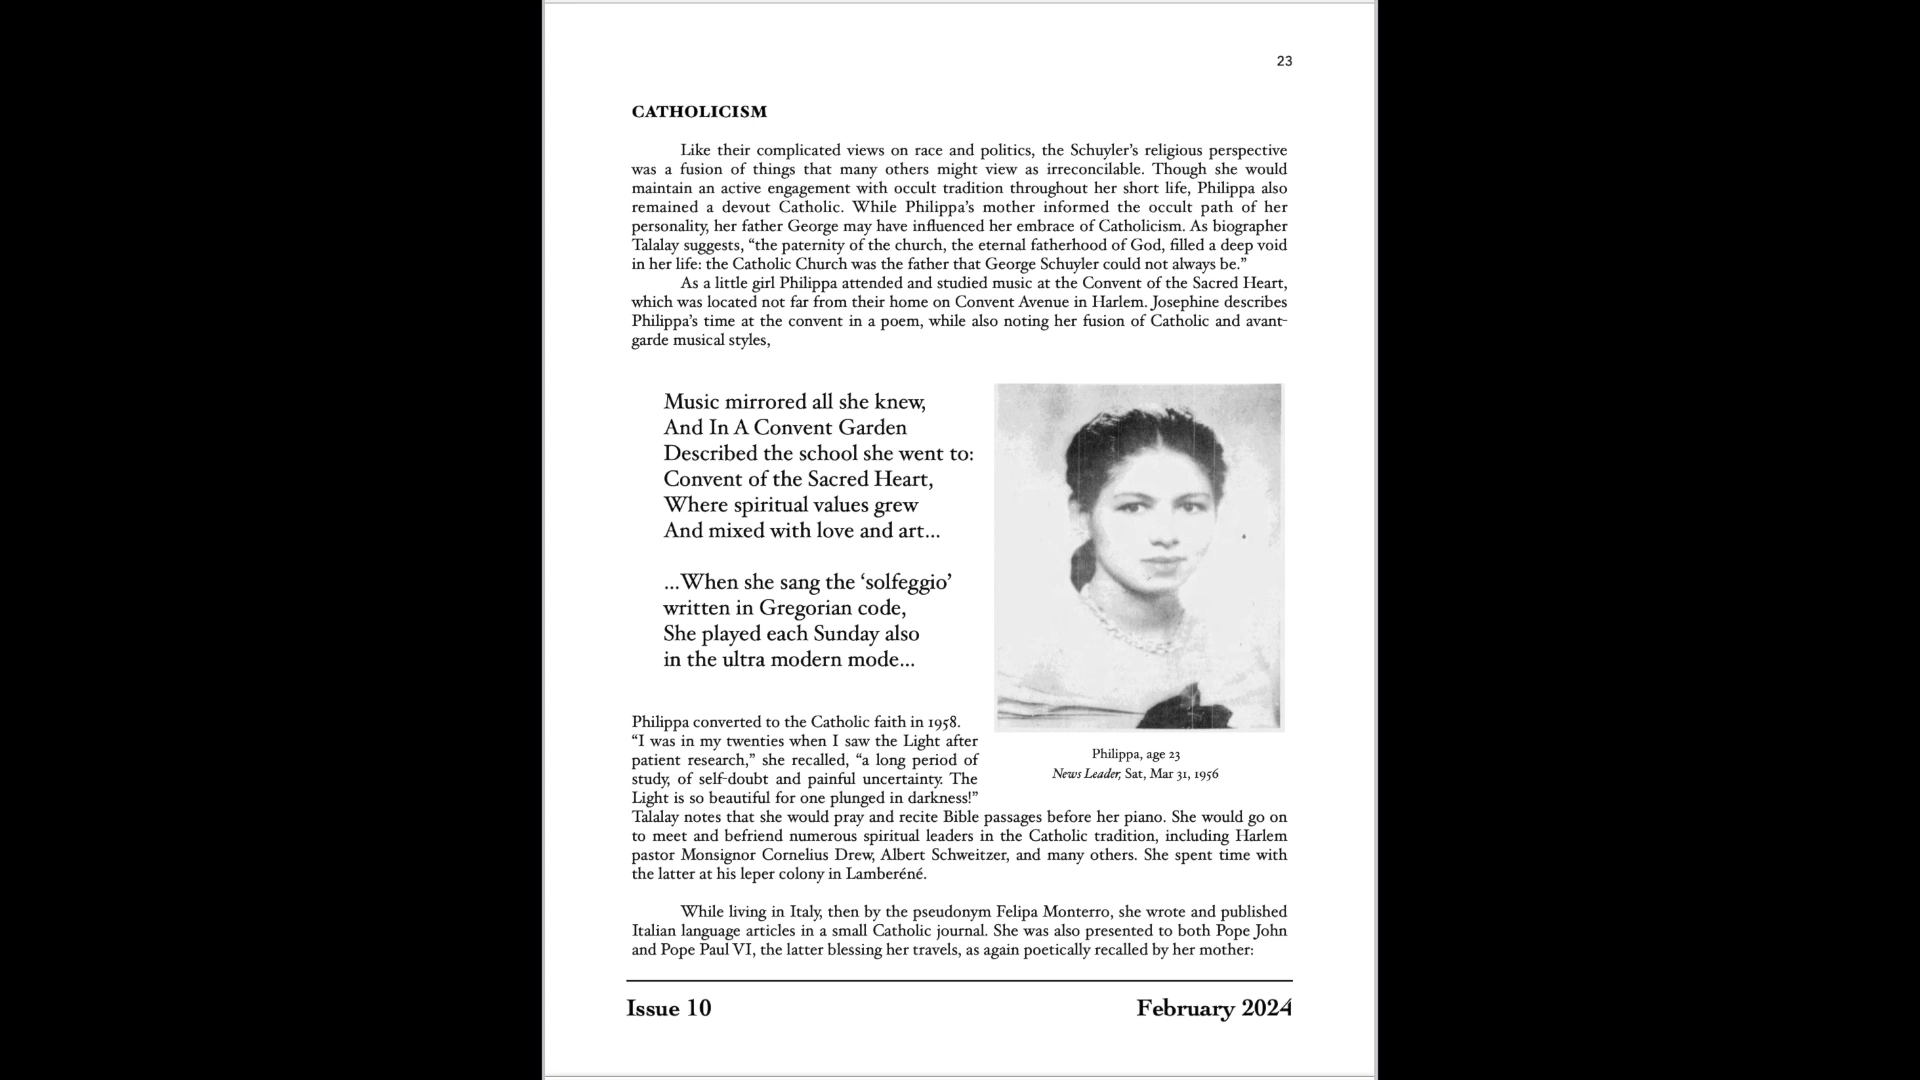 23
CATHOLICISM
Like their complicated views on race and politics, the Schuyler’s religious perspective
was a fusion of things that many others might view as irreconcilable. Though she would
maintain an active engagement with occult tradition throughout her short life, Philippa also
remained a devout Catholic. While Philippa’s mother informed the occult path of her
personality, her father George may have influenced her embrace of Catholicism. As biographer
Talalay suggests, “the paternity of the church, the eternal fatherhood of God, filled a deep void
in her life: the Catholic Church was the father that George Schuyler could not always be.”
As a little girl Philippa attended and studied music at the Convent of the Sacred Heart,
which was located not far from their home on Convent Avenue in Harlem. Josephine describes
Philippa’s time at the convent in a poem, while also noting her fusion of Catholic and avant-
garde musical styles,
Music mirrored all she knew,
And In A Convent Garden
Described the school she went to:
Convent of the Sacred Heart,
Where spiritual values grew
And mixed with love and art...
...When she sang the ‘solfeggio’
written in Gregorian code,
She played each Sunday also
in the ultra modern mode...
Philippa converted to the Catholic faith in 1958.
“I was in my twenties when I saw the Light after
patient research,” she recalled, “a long period of
study, of self-doubt and painful uncertainty. The
Light is so beautiful for one plunged in darkness!”
Talalay notes that she would pray and recite Bible passages before her piano. She would go on
to meet and befriend numerous spiritual leaders in the Catholic tradition, including Harlem
pastor Monsignor Cornelius Drew, Albert Schweitzer, and many others. She spent time with
the latter at his leper colony in Lamberéné.
Philippa, age 23
News Leader, Sat, Mar 31, 1956
While living in Italy, then by the pseudonym Felipa Monterro, she wrote and published
Italian language articles in a small Catholic journal. She was also presented to both Pope John
and Pope Paul VI, the latter blessing her travels, as again poetically recalled by her mother:
Issue 10
February 2024